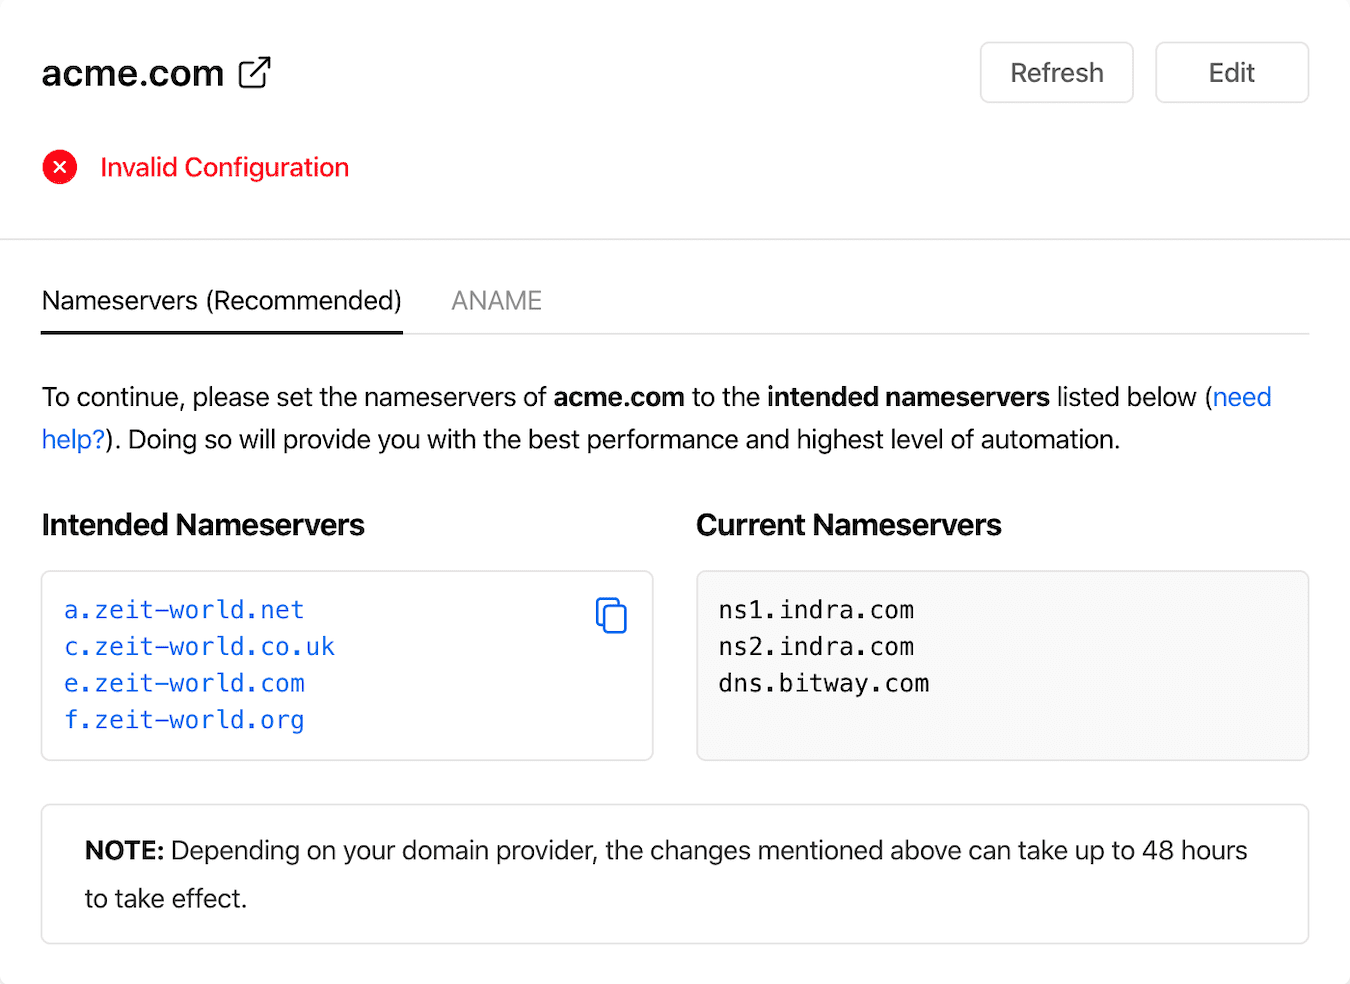 acme.com
Refresh
Edit
Invalid Configuration
Nameservers (Recommended)
ANAME
To continue, please set the nameservers of acme.com to the intended nameservers listed below (need
help?). Doing so will provide you with the best performance and highest level of automation.
Intended Nameservers
a.zeit-world.net
c.zeit-world.co.uk
e.zeit-world.com
f.zeit-world.org
Current Nameservers
ns1.indra.com
ns2.indra.com
dns.bitway.com
NOTE: Depending on your domain provider, the changes mentioned above can take up to 48 hours
to take effect.